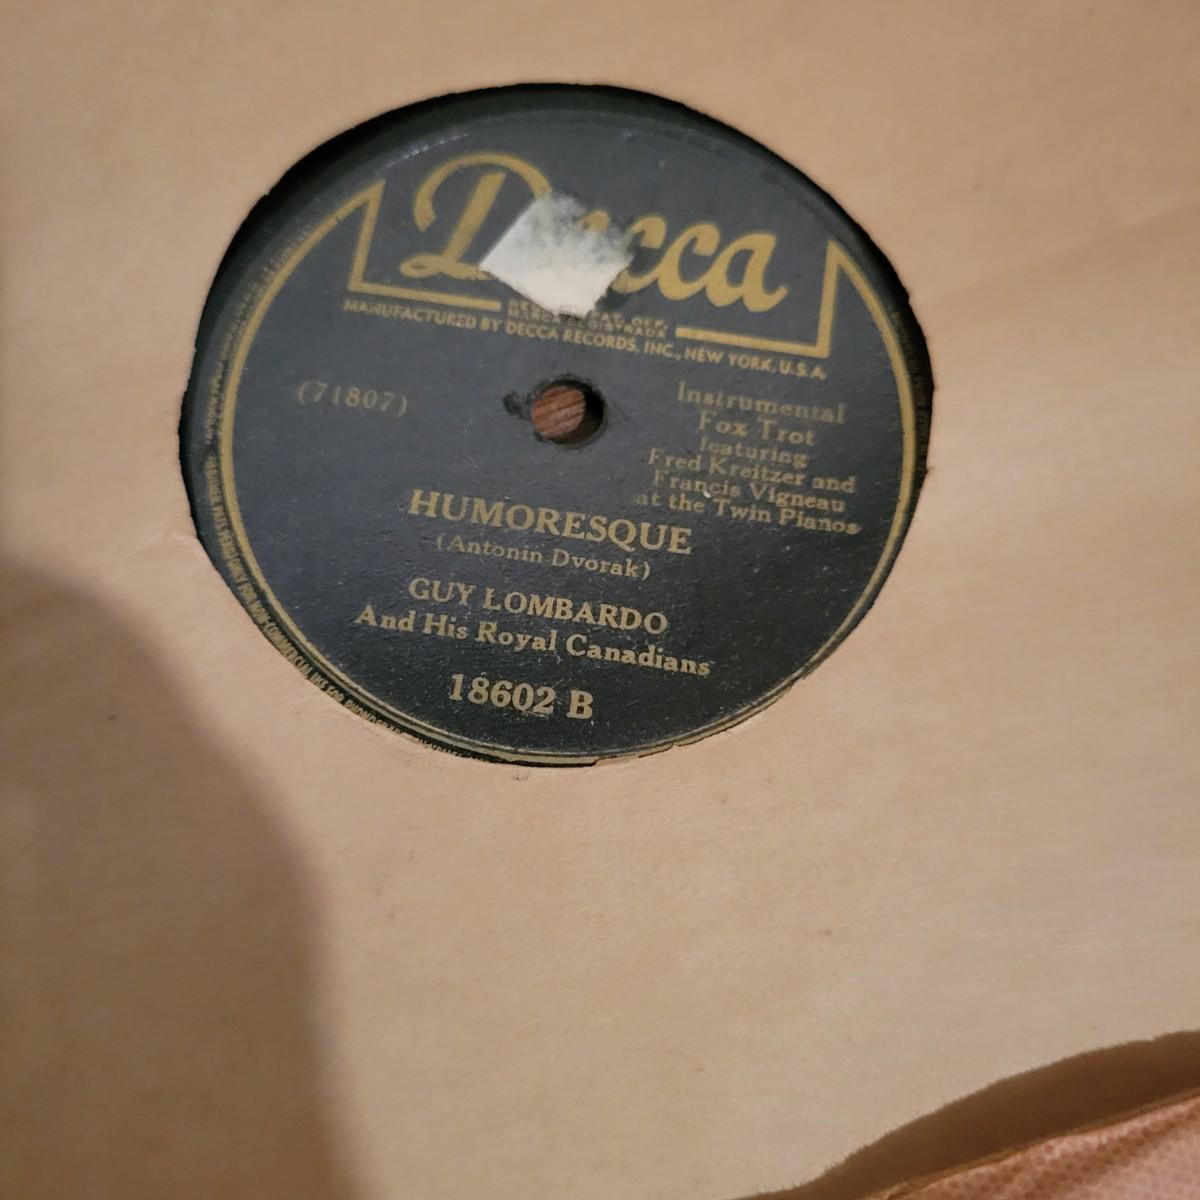 Decca
MANUFACTURED BY DECCA RECORDS, INC., NEW YORK, U.S.A.
(71807)
Instrumental
Fox Trot
featuring
Fred Kreitzer and
Francis Vigneau
at the Twin Pianos
HUMORESQUE
(Antonin Dvorak)
GUY LOMBARDO
And His Royal Canadians
18602 B